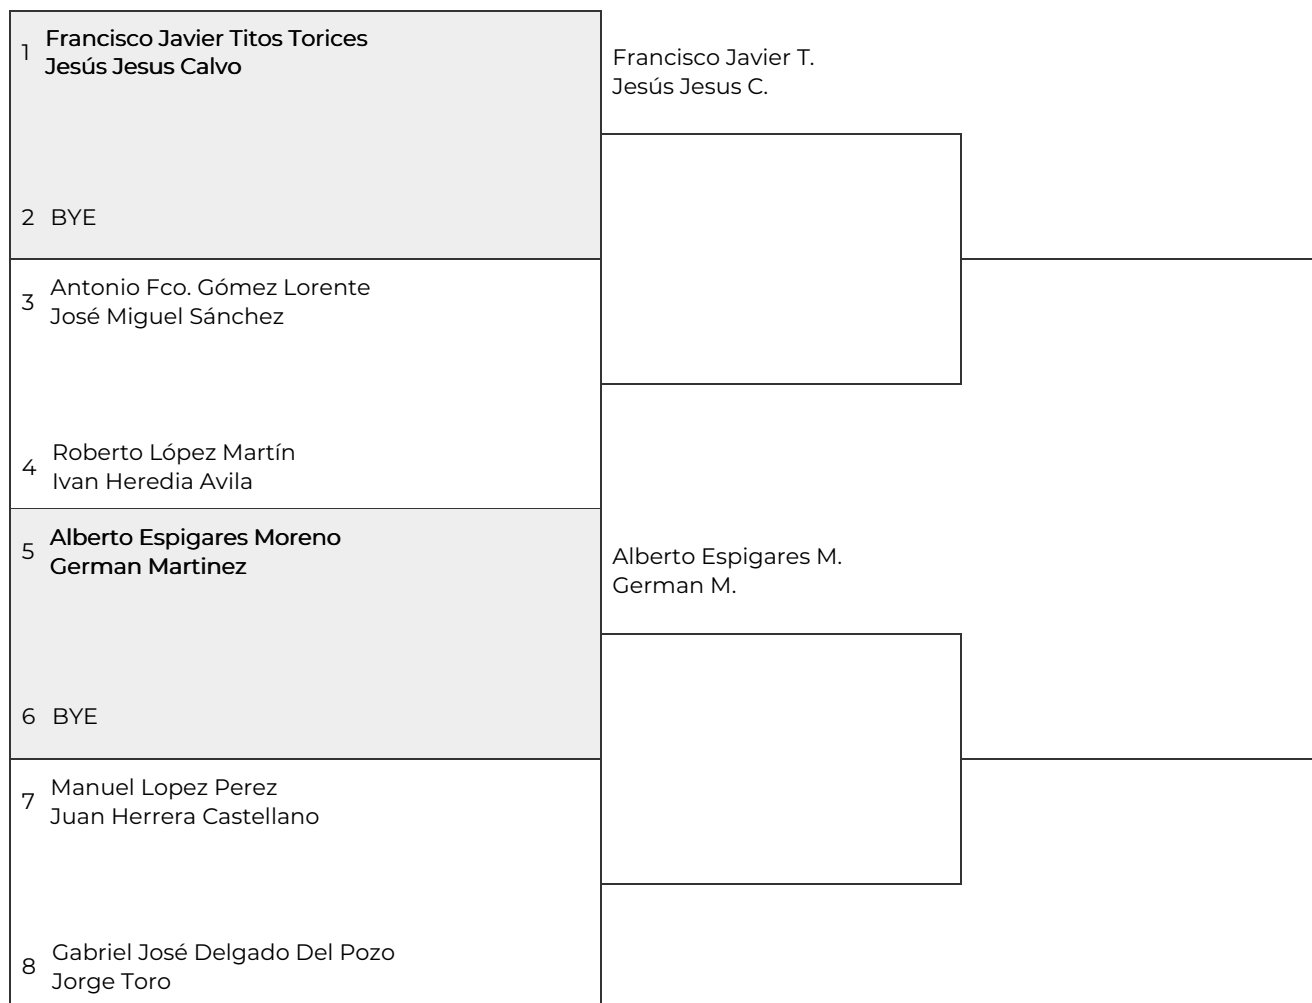 1
Francisco Javier Titos Torices
Jesús Jesus Calvo
2 BYE
3
Antonio Fco. Gómez Lorente
José Miguel Sánchez
4
Roberto López Martín
Ivan Heredia Avila
5
Alberto Espigares Moreno
German Martinez
6 BYE
7
Manuel Lopez Perez
Juan Herrera Castellano
8
Gabriel José Delgado Del Pozo
Jorge Toro
Francisco Javier T.
Jesús Jesus C.
Alberto Espigares M.
German M.